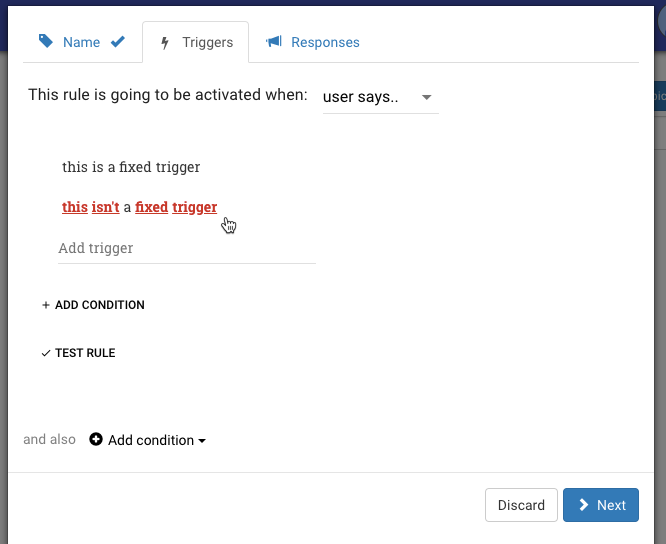 Name Triggers Responses
This rule is going to be activated when: user says..
this is a fixed trigger
this isn't a fixed trigger
Add trigger
+ ADD CONDITION
TEST RULE
and also Add condition
Discard Next